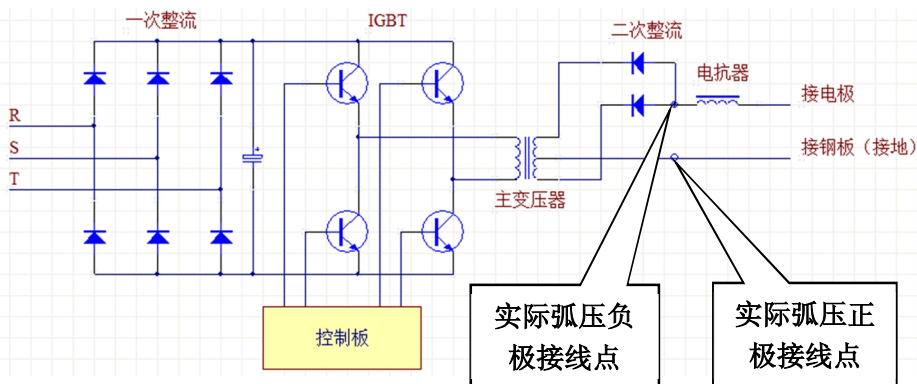 一次整流
IGBT
二次整流
电抗器
接电极
R
S
接钢板（接地）
T
主变压器
控制板
实际弧压负
极接线点
实际弧压正
极接线点